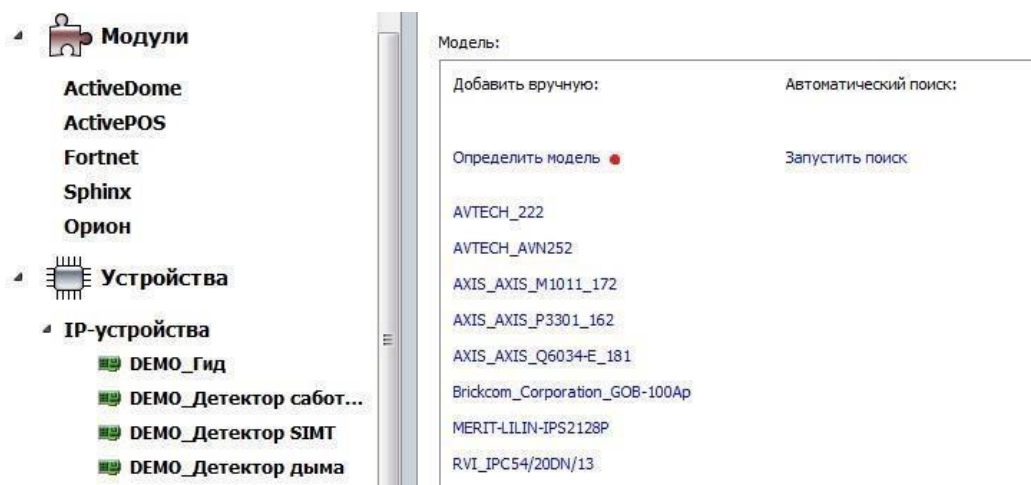 Модули
ActiveDome
ActivePOS
Fortnet
Sphinx
Орион
Устройства
IP-устройства
DEMO_Гид
DEMO_Детектор сабот...
DEMO_Детектор SIMT
DEMO_Детектор дыма
Модель:
Добавить вручную:
Автоматический поиск:
Определить модель
Запустить поиск
AVTECH_222
AVTECH_AVN252
AXIS_AXIS_M1011_172
AXIS_AXIS_P3301_162
AXIS_AXIS_Q6034-E_181
Brickcom_Corporation_GOB-100Ap
MERIT-LILIN-IPS2128P
RVI_IPC54/20DN/13